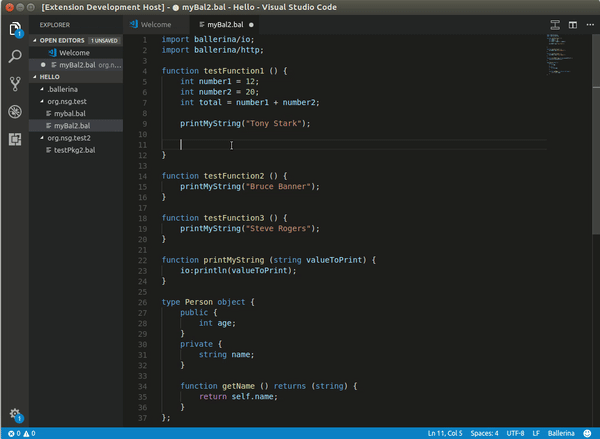 [Extension Development Host] - ● myBal2.bal - Hello - Visual Studio Code
EXPLORER
OPEN EDITORS 1 UNSAVED
Welcome
myBal2.bal org.n...
HELLO
.ballerina
org.nsg.test
mybal.bal
myBal2.bal
org.nsg.test2
testPkg2.bal
1
1
Welcome
myBal2.bal
1 import ballerina/io;
2 import ballerina/http;
3
4 function testFunction1 () {
5 int number1 = 12;
6 int number2 = 20;
7 int total = number1 + number2;
8
9 printMyString("Tony Stark");
10
11
12 }
13
14 function testFunction2 () {
15 printMyString("Bruce Banner");
16 }
17
18 function testFunction3 () {
19 printMyString("Steve Rogers");
20 }
21
22 function printMyString (string valueToPrint) {
23 io:println(valueToPrint);
24 }
25
26 type Person object {
27 public {
28 int age;
29 }
30 private {
31 string name;
32 }
33
34 function getName () returns (string) {
35 return self.name;
36 }
37 };
0 0 Ln 11, Col 5 Spaces: 4 UTF-8 LF Ballerina